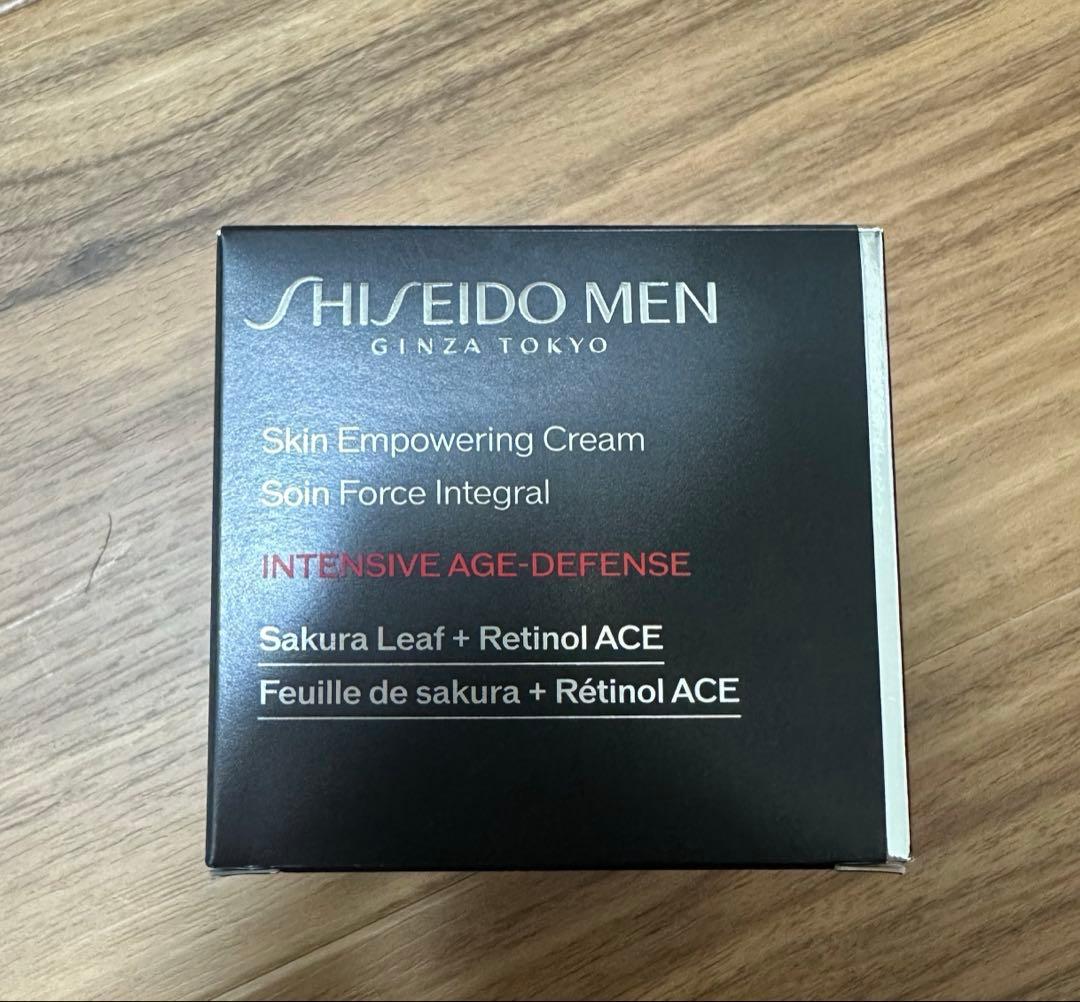 SHISEIDO MEN
GINZA TOKYO
Skin Empowering Cream
Soin Force Integral
INTENSIVE AGE-DEFENSE
Sakura Leaf + Retinol ACE
Feuille de sakura + Rétinol ACE